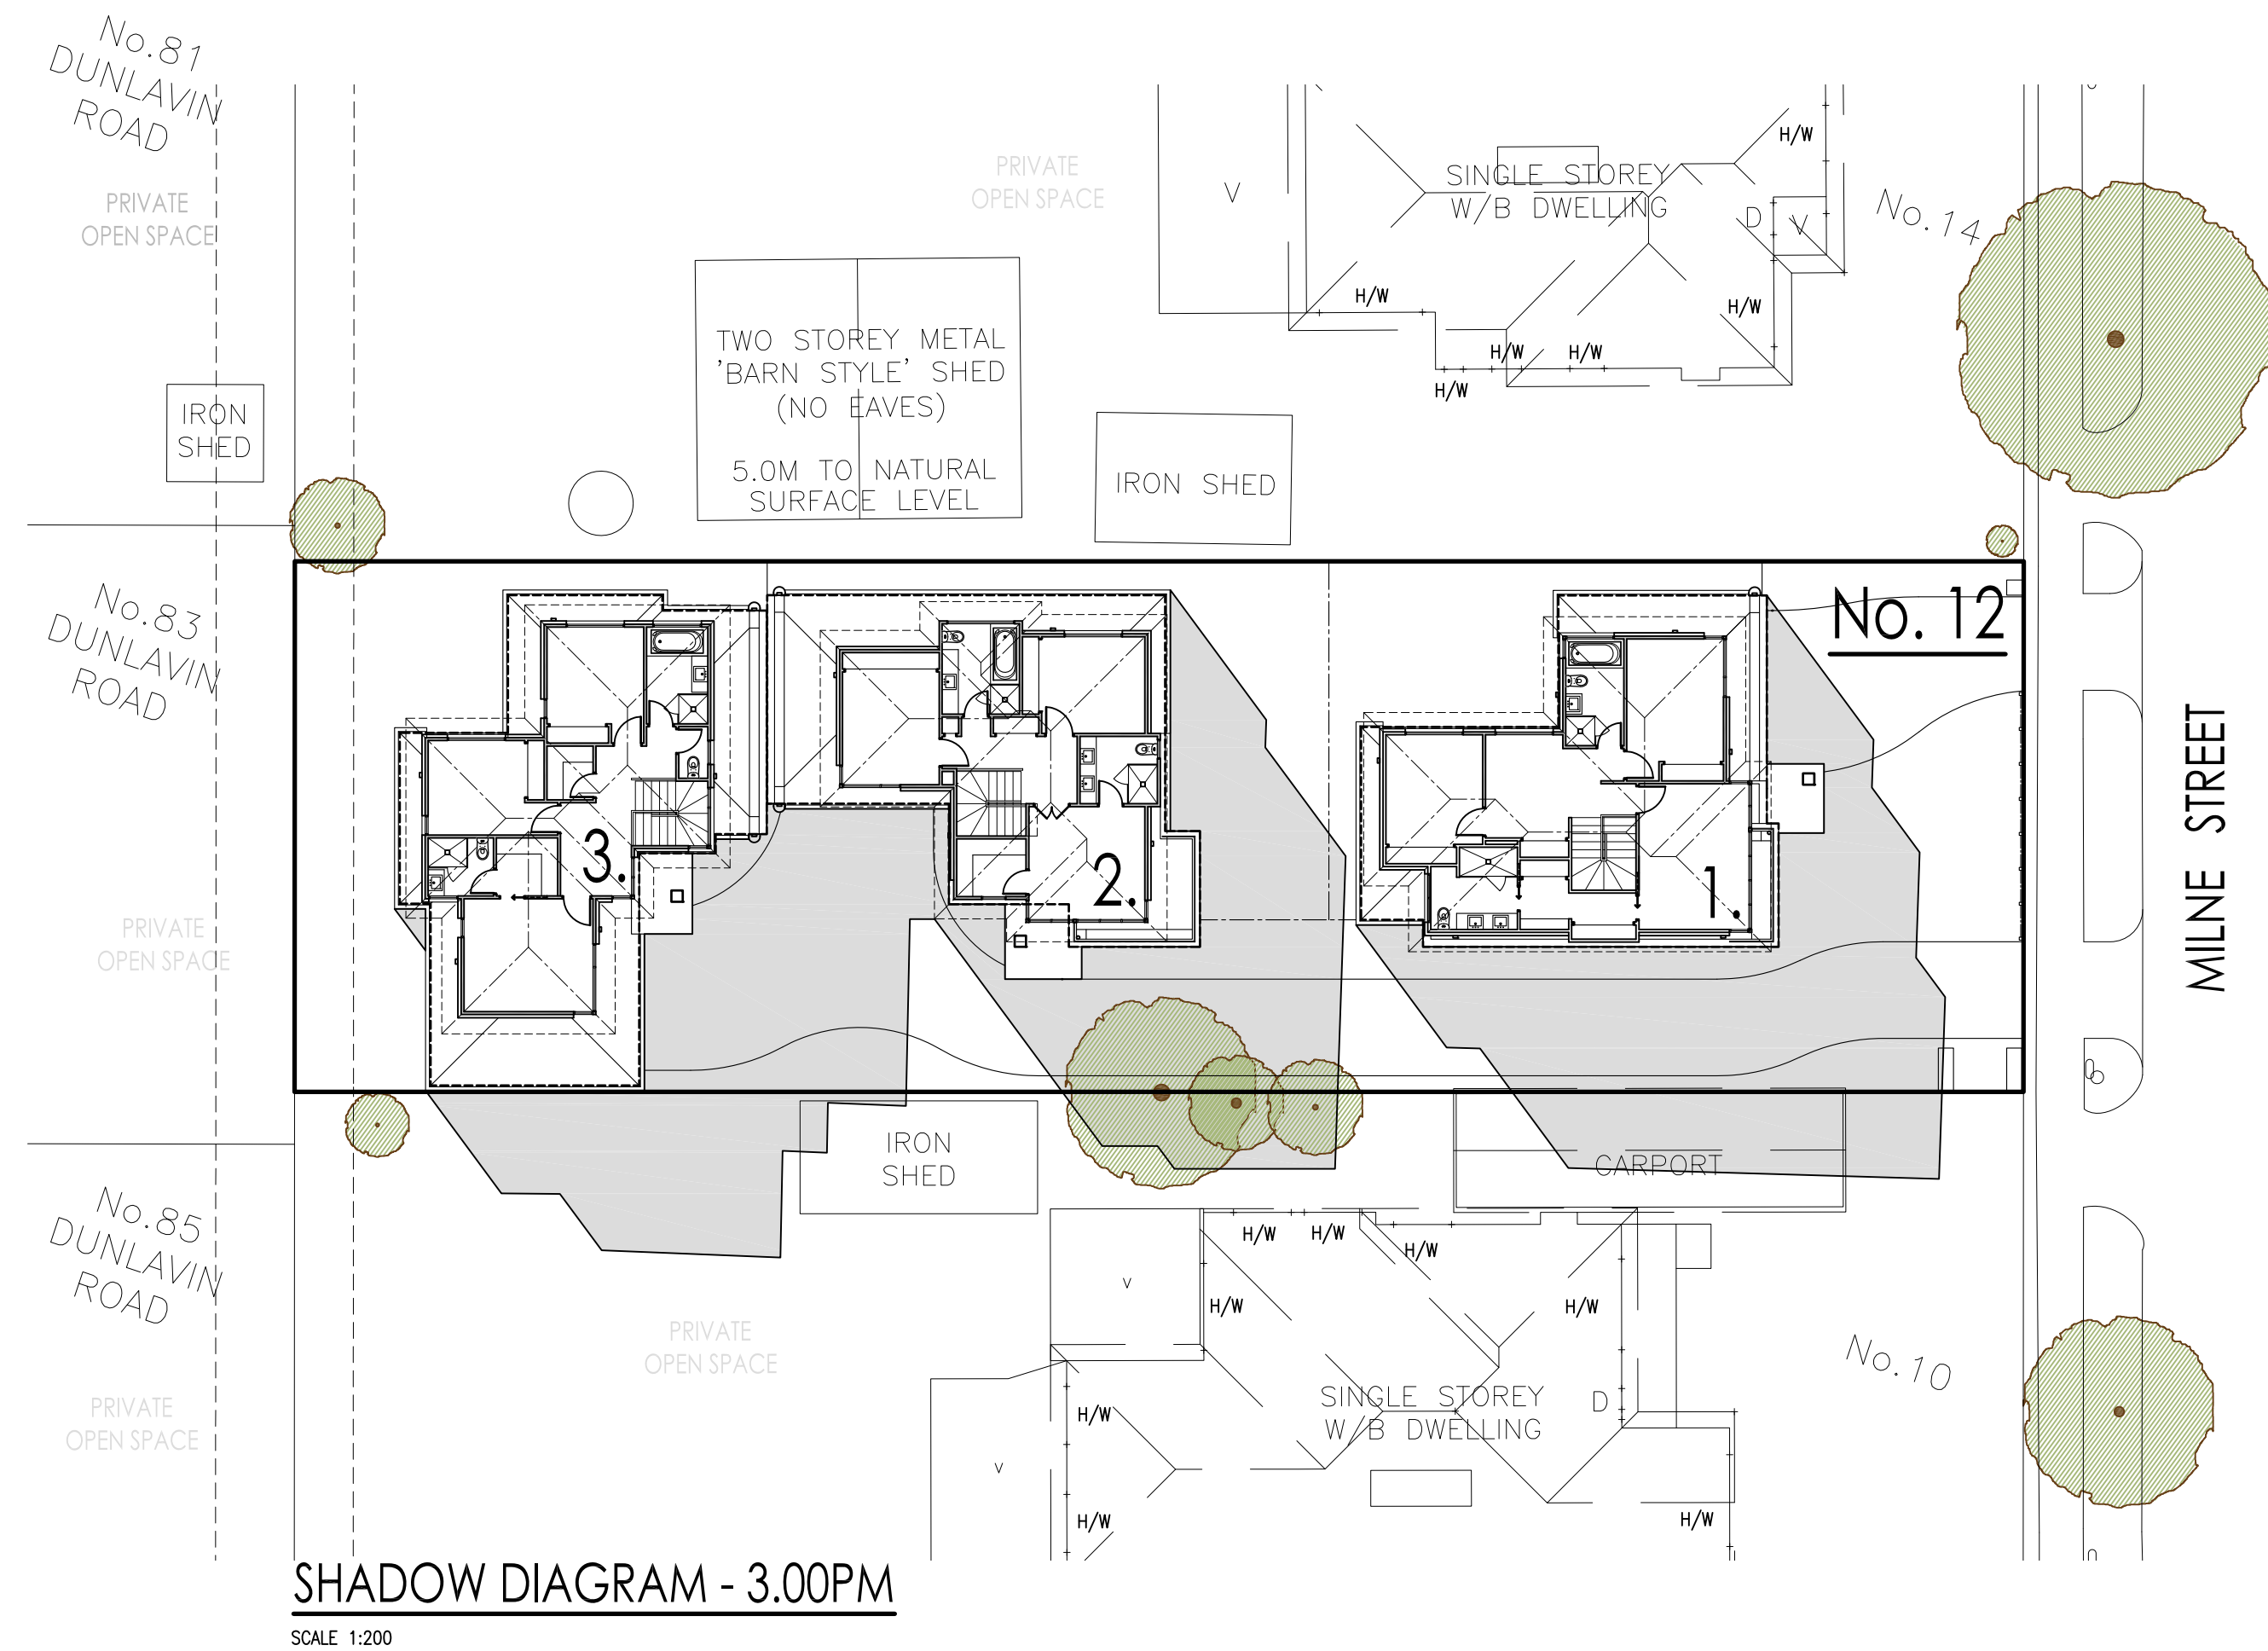 No.81
DUNLAVIN
ROAD
PRIVATE
OPEN SPACE
PRIVATE
OPEN SPACE
V
SINGLE STOREY
W/B DWELLING
H/W
D
V
No.14
H/W
H/W
H/W
H/W
H/W
TWO STOREY METAL
'BARN STYLE' SHED
(NO EAVES)
5.0M TO NATURAL
SURFACE LEVEL
IRON
SHED
IRON SHED
No.83
DUNLAVIN
ROAD
No. 12
MILNE STREET
3.
2.
1.
PRIVATE
OPEN SPACE
IRON
SHED
CARPORT
No.85
DUNLAVIN
ROAD
H/W
H/W
H/W
V
H/W
H/W
PRIVATE
OPEN SPACE
No.10
PRIVATE
OPEN SPACE
H/W
SINGLE STOREY
W/B DWELLING
D
V
H/W
H/W
SHADOW DIAGRAM - 3.00PM
SCALE 1:200